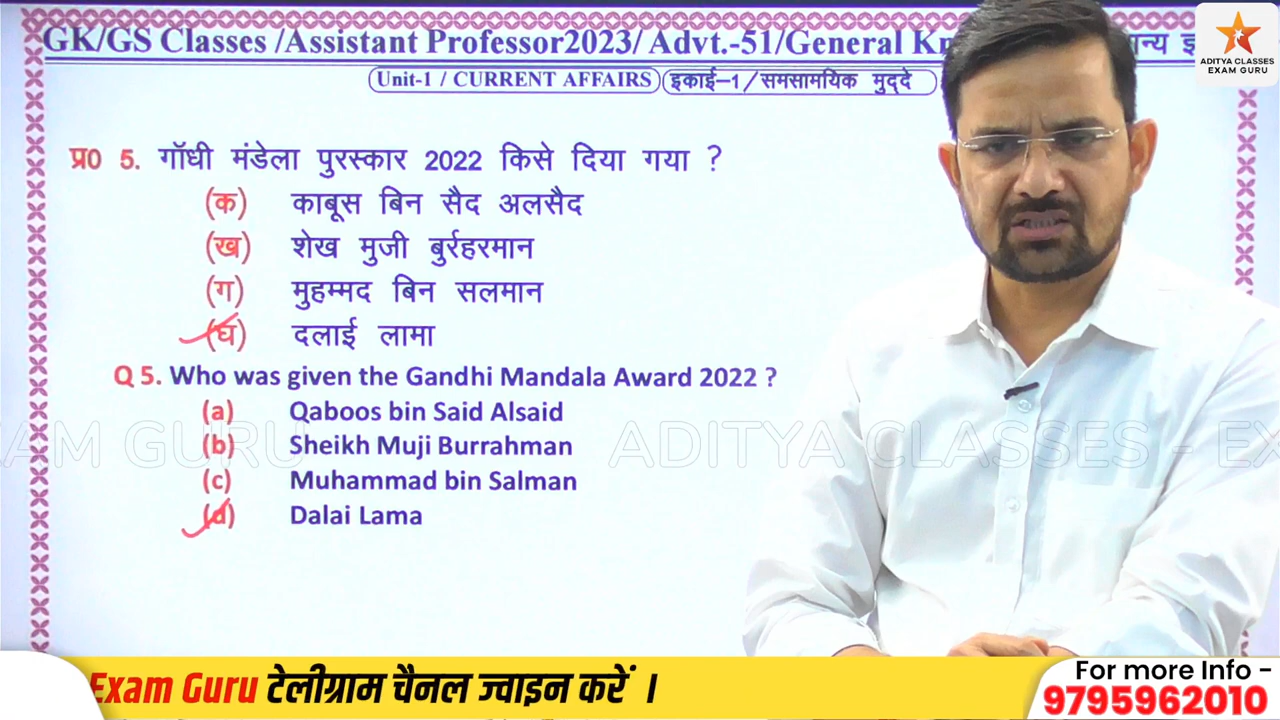 GK/GS Classes /Assistant Professor2023/ Advt.-51/General
ADITYA CLASSES
EXAM GURU
Unit-1 / CURRENT AFFAIRS इकाई–1/समसामयिक मुद्दे
प्र0 5. गॉधी मंडेला पुरस्कार 2022 किसे दिया गया ?
(क) काबूस बिन सैद अलसैद
(ख) शेख मुजी बुर्रहरमान
(ग) मुहम्मद बिन सलमान
(घ) दलाई लामा
Q 5. Who was given the Gandhi Mandala Award 2022 ?
(a) Qaboos bin Said Alsaid
(b) Sheikh Muji Burrahman
(c) Muhammad bin Salman
(d) Dalai Lama
GURU ADITYA CLASSES -
Exam Guru टेलीग्राम चैनल ज्वाइन करें ।
For more Info -
9795962010